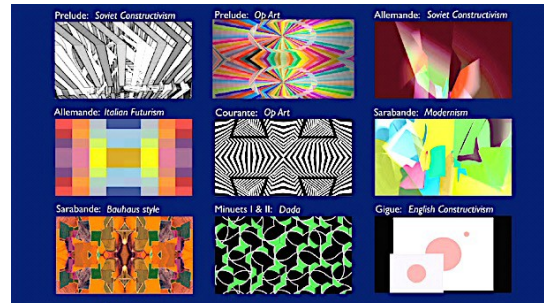 Prelude: Soviet Constructivism
Prelude: Op Art
Allemande: Soviet Constructivism
Allemande: Italian Futurism
Courante: Op Art
Sarabande: Modernism
Sarabande: Bauhaus style
Minuets I & II: Dada
Gigue: English Constructivism